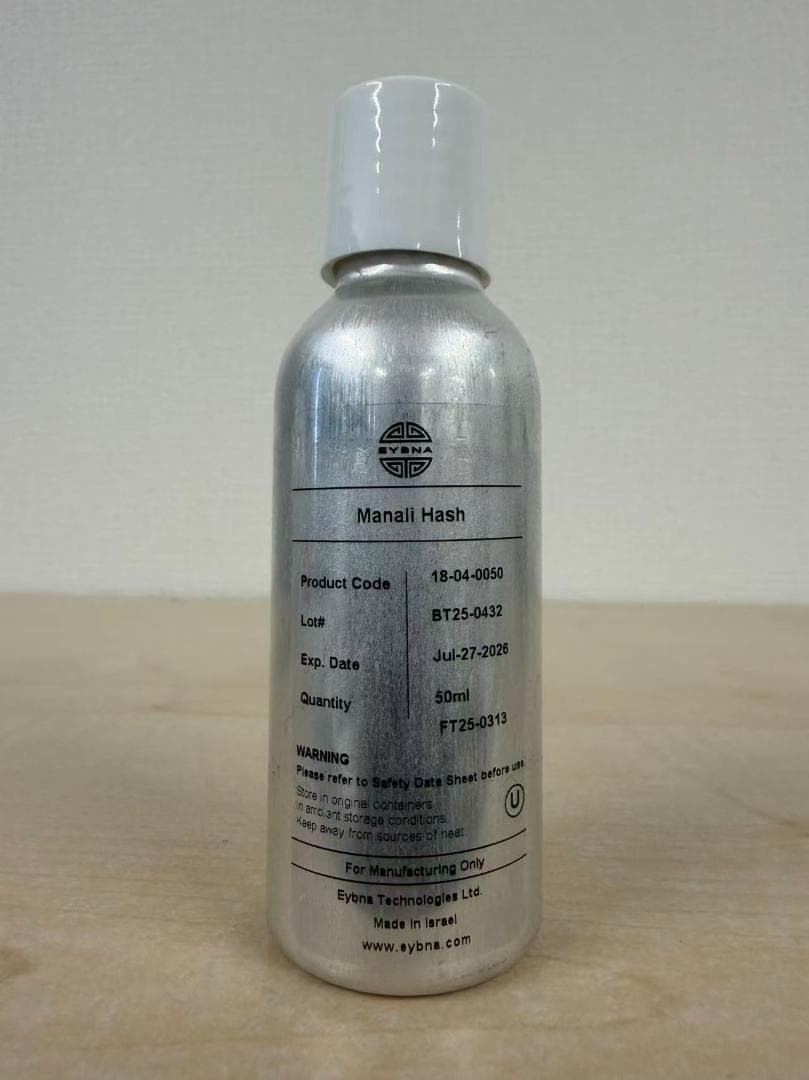 EYBNA
Manali Hash
Product Code 18-04-0050
Lot# BT25-0432
Exp. Date Jul-27-2026
Quantity 50ml
FT25-0313
WARNING
Please refer to Safety Data Sheet before use.
Store in original containers
in ambiant storage conditions.
Keep away from sources of heat
U
For Manufacturing Only
Eybna Technologies Ltd.
Made in Israel
www.eybna.com